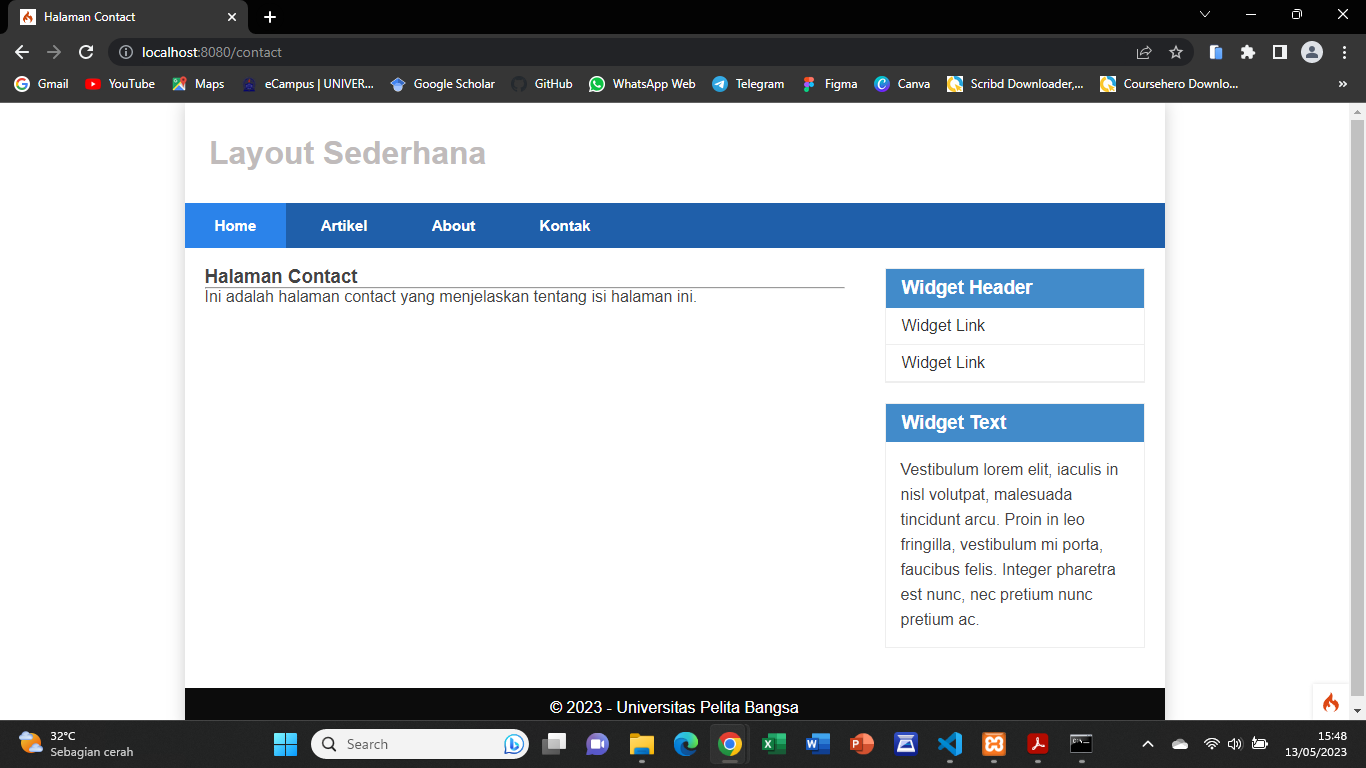 Halaman Contact
localhost:8080/contact
Gmail
YouTube
Maps
eCampus | UNIVER...
Google Scholar
GitHub
WhatsApp Web
Telegram
Figma
Canva
Scribd Downloader,...
Coursehero Downlo...
»
Layout Sederhana
Home
Artikel
About
Kontak
Halaman Contact
Ini adalah halaman contact yang menjelaskan tentang isi halaman ini.
Widget Header
Widget Link
Widget Link
Widget Text
Vestibulum lorem elit, iaculis in
nisl volutpat, malesuada
tincidunt arcu. Proin in leo
fringilla, vestibulum mi porta,
faucibus felis. Integer pharetra
est nunc, nec pretium nunc
pretium ac.
© 2023 - Universitas Pelita Bangsa
32°C
Sebagian cerah
Search
15:48
13/05/2023